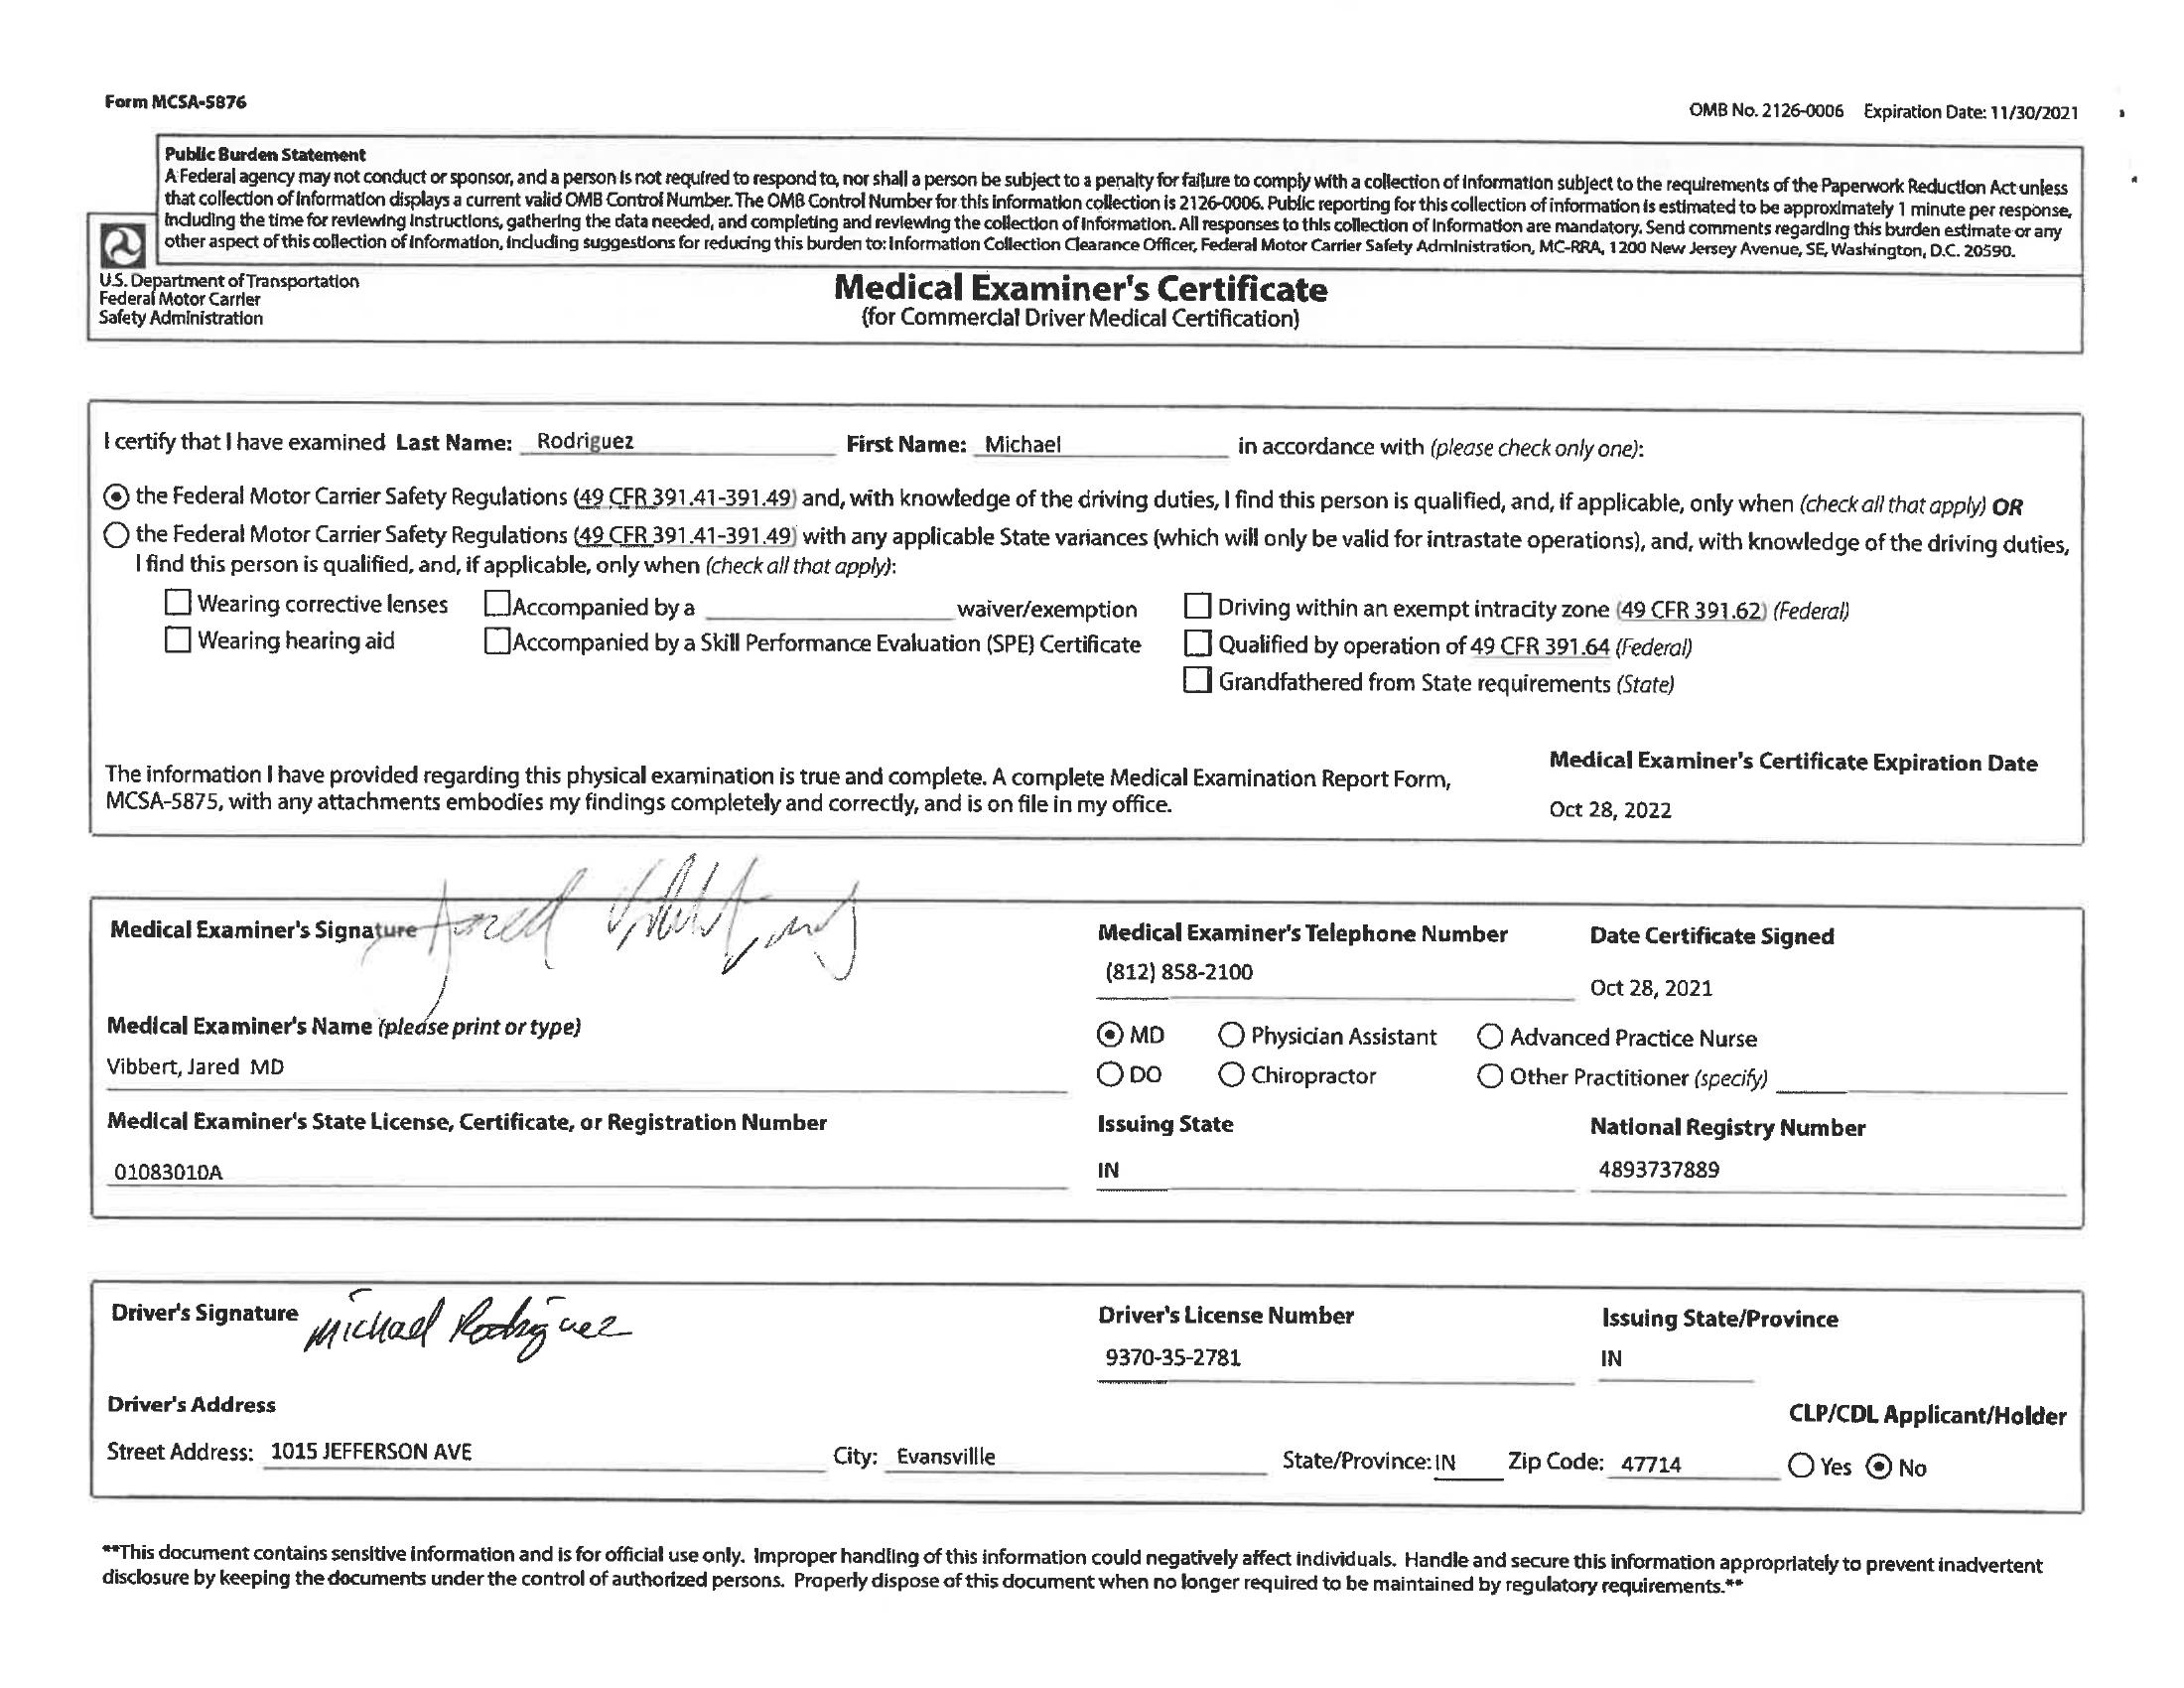 Form MCSA-5876
OMB No. 2126-0006 Expiration Date: 11/30/2021
Public Burden Statement
A Federal agency may not conduct or sponsor, and a person is not required to respond to, nor shall a person be subject to a penalty for failure to comply with a collection of information subject to the requirements of the Paperwork Reduction Act unless
that collection of information displays a current valid OMB Control Number. The OMB Control Number for this information collection is 2126-0006. Public reporting for this collection of information is estimated to be approximately 1 minute per response,
including the time for reviewing instructions, gathering the data needed, and completing and reviewing the collection of information. All responses to this collection of information are mandatory. Send comments regarding this burden estimate or any
other aspect of this collection of information, including suggestions for reducing this burden to: Information Collection Clearance Officer, Federal Motor Carrier Safety Administration, MC-RRA, 1200 New Jersey Avenue, SE, Washington, D.C. 20590.
U.S. Department of Transportation
Federal Motor Carrier
Safety Administration
Medical Examiner's Certificate
(for Commercial Driver Medical Certification)
I certify that I have examined Last Name: Rodriguez First Name: Michael in accordance with (please check only one):
the Federal Motor Carrier Safety Regulations (49 CFR 391.41-391.49) and, with knowledge of the driving duties, I find this person is qualified, and, if applicable, only when (check all that apply) OR
the Federal Motor Carrier Safety Regulations (49 CFR 391.41-391.49) with any applicable State variances (which will only be valid for intrastate operations), and, with knowledge of the driving duties,
I find this person is qualified, and, if applicable, only when (check all that apply):
Wearing corrective lenses Accompanied by a waiver/exemption Driving within an exempt intracity zone (49 CFR 391.62) (Federal)
Wearing hearing aid Accompanied by a Skill Performance Evaluation (SPE) Certificate Qualified by operation of 49 CFR 391.64 (Federal)
Grandfathered from State requirements (State)
The information I have provided regarding this physical examination is true and complete. A complete Medical Examination Report Form,
MCSA-5875, with any attachments embodies my findings completely and correctly, and is on file in my office.
Medical Examiner's Certificate Expiration Date
Oct 28, 2022
Medical Examiner's Signature Jared Vibbert, MD
Medical Examiner's Telephone Number
(812) 858-2100
Date Certificate Signed
Oct 28, 2021
Medical Examiner's Name (please print or type)
Vibbert, Jared MD
MD Physician Assistant Advanced Practice Nurse
DO Chiropractor Other Practitioner (specify)
Medical Examiner's State License, Certificate, or Registration Number
01083010A
Issuing State
IN
National Registry Number
4893737889
Driver's Signature Michael Rodriguez
Driver's License Number
9370-35-2781
Issuing State/Province
IN
Driver's Address
Street Address: 1015 JEFFERSON AVE City: Evansvillle State/Province: IN Zip Code: 47714
CLP/CDL Applicant/Holder
Yes No
**This document contains sensitive information and is for official use only. Improper handling of this information could negatively affect individuals. Handle and secure this information appropriately to prevent inadvertent
disclosure by keeping the documents under the control of authorized persons. Properly dispose of this document when no longer required to be maintained by regulatory requirements.**